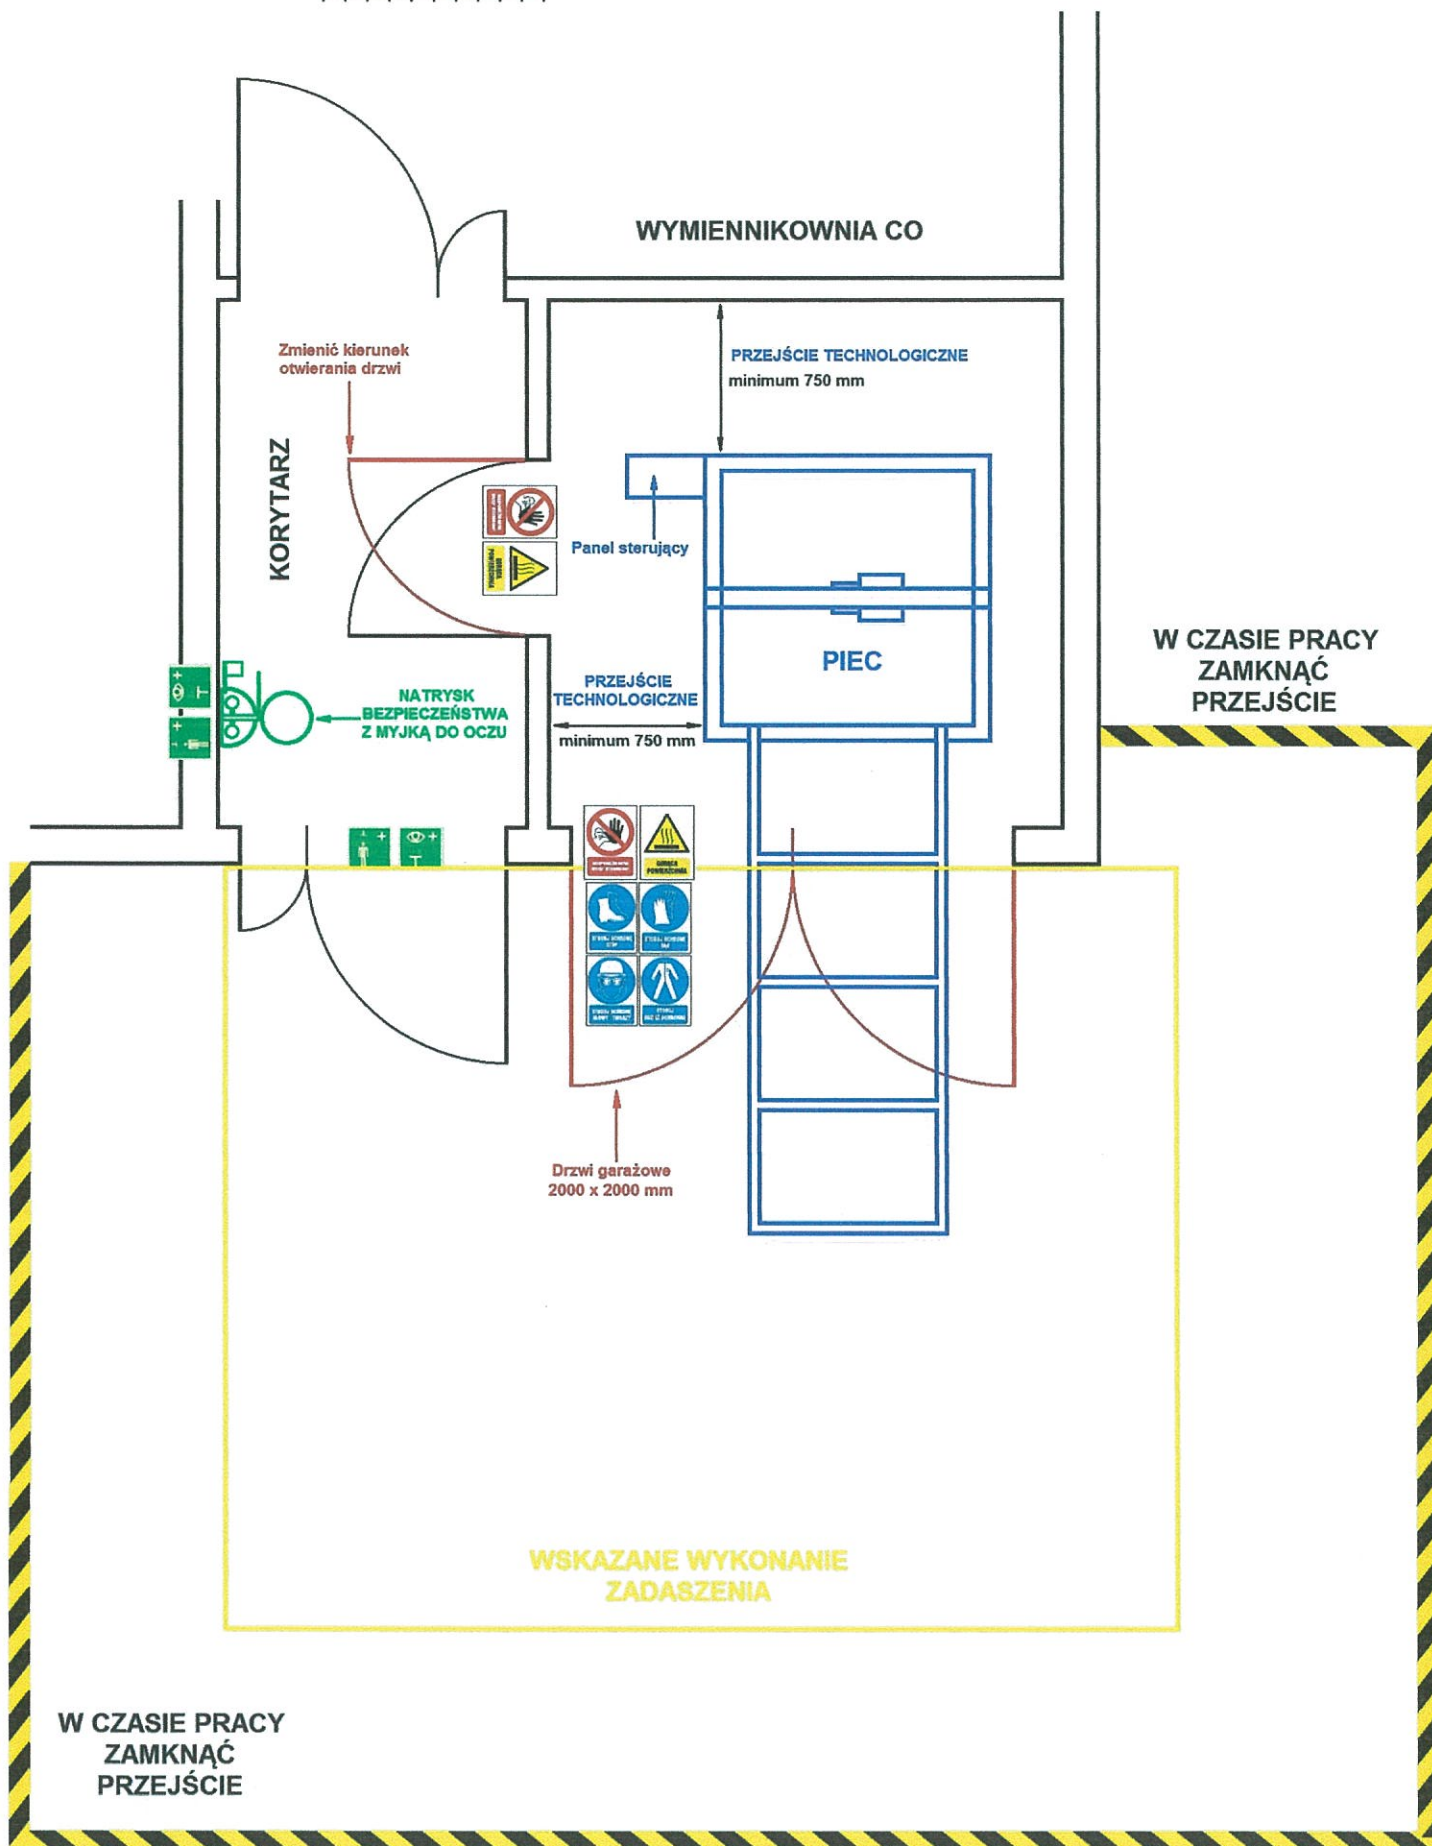 WYMIENNIKOWNIA CO
Zmienić kierunek
otwierania drzwi
PRZEJŚCIE TECHNOLOGICZNE
minimum 750 mm
KORYTARZ
Panel sterujący
PIEC
W CZASIE PRACY
ZAMKNĄĆ
PRZEJŚCIE
PRZEJŚCIE
TECHNOLOGICZNE
minimum 750 mm
NATRYSK
BEZPIECZEŃSTWA
Z MYJKĄ DO OCZU
GORĄCA
POWIERZCHNIA
Drzwi garażowe
2000 x 2000 mm
WSKAZANE WYKONANIE
ZADASZENIA
W CZASIE PRACY
ZAMKNĄĆ
PRZEJŚCIE